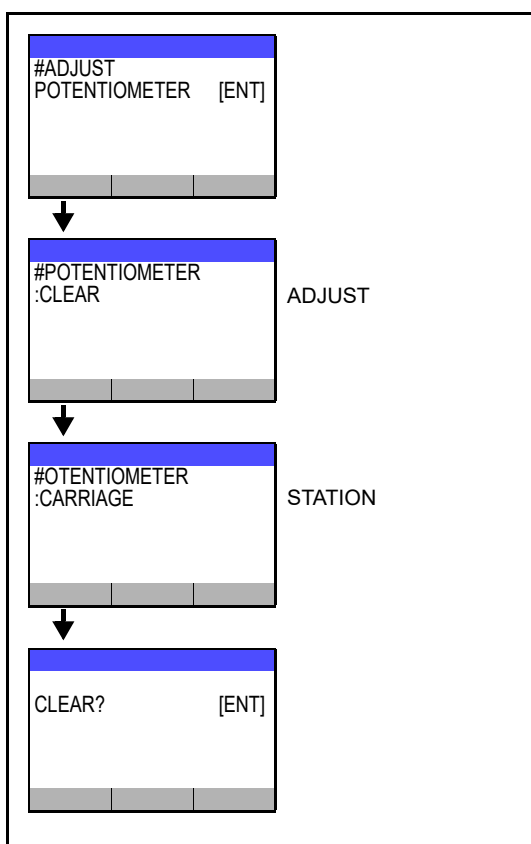 #ADJUST
POTENTIOMETER [ENT]
#POTENTIOMETER
:CLEAR
ADJUST
#OTENTIOMETER
:CARRIAGE
STATION
CLEAR? [ENT]